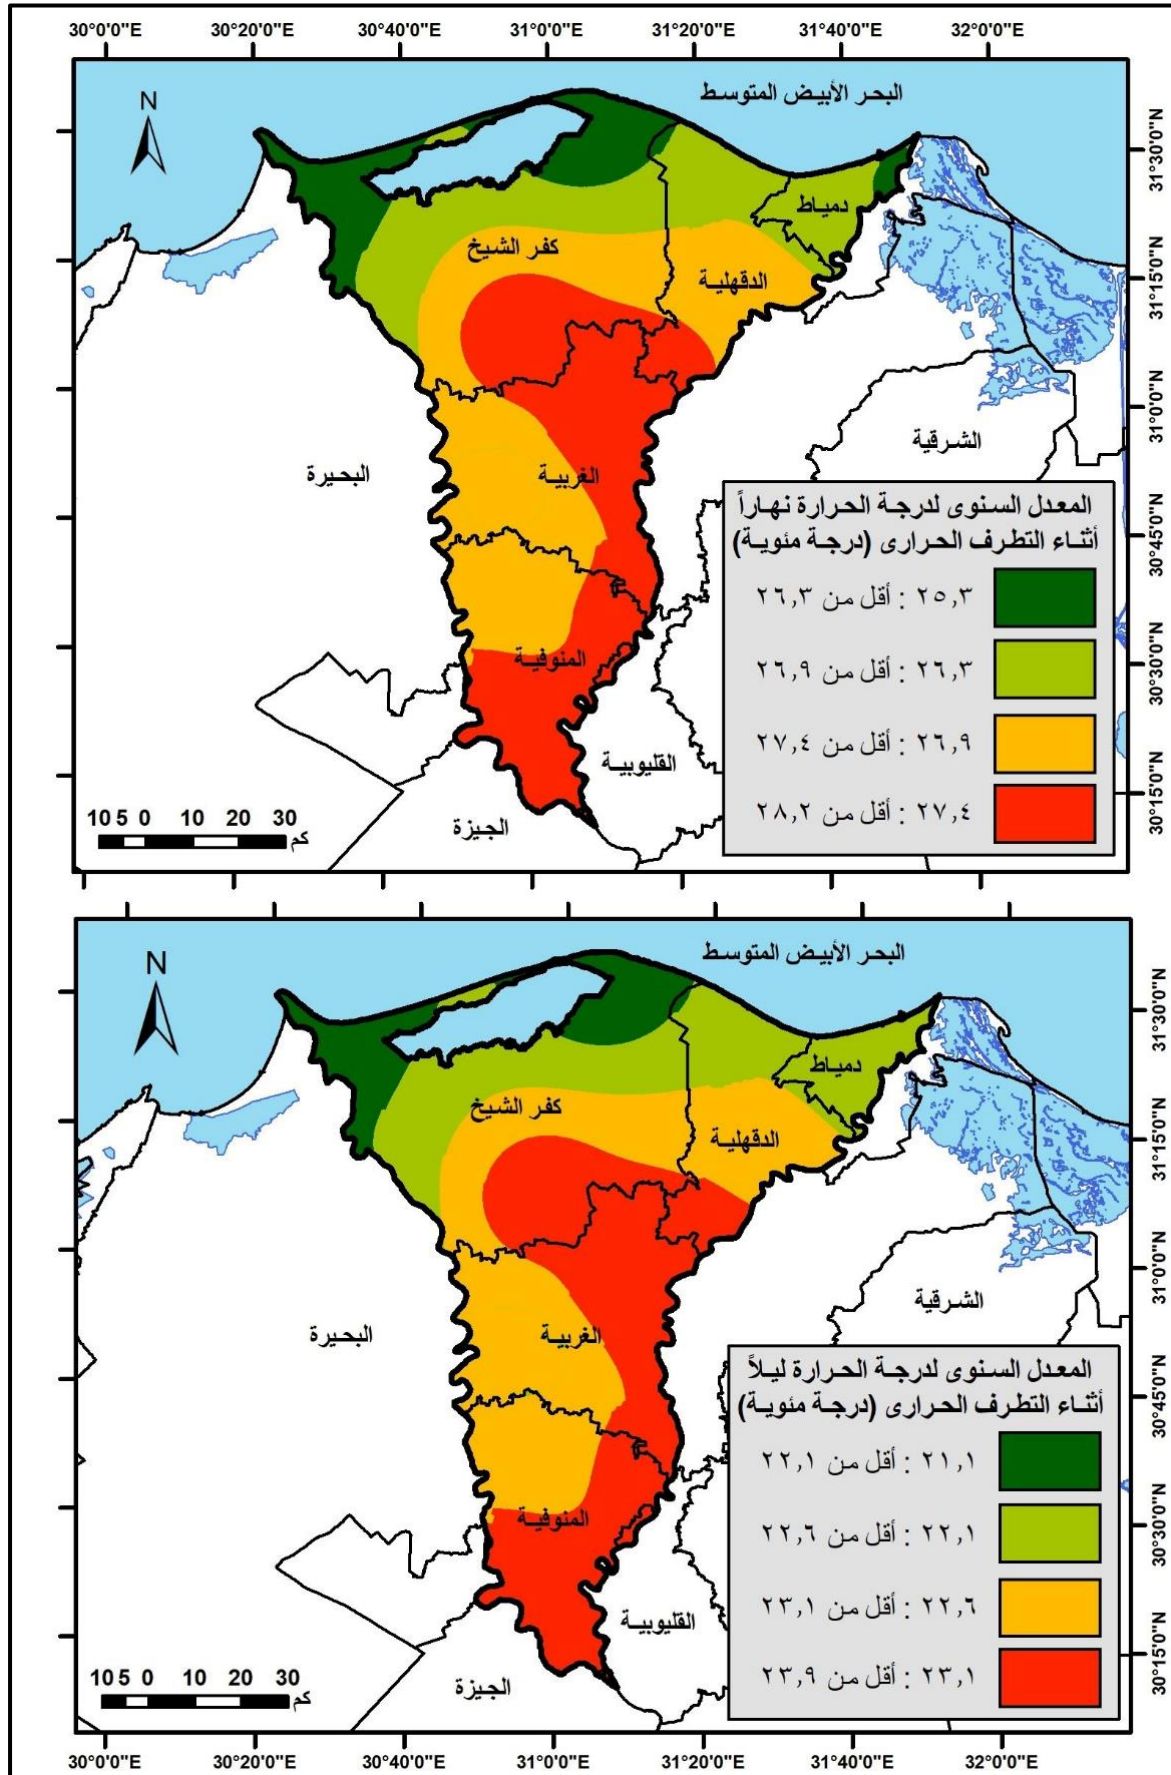 30°0'0"E 30°20'0"E 30°40'0"E 31°0'0"E 31°20'0"E 31°40'0"E 32°0'0"E
البحر الأبيض المتوسط
N
31°30'0"N
دمياط
كفر الشيخ
الدقهلية
31°15'0"N
31°0'0"N
الشرقية
البحيرة
الغربية
المعدل السنوى لدرجة الحرارة نهاراً
أثناء التطرف الحرارى (درجة مئوية)
30°45'0"N
٢٥,٣ : أقل من ٢٦,٣
٢٦,٣ : أقل من ٢٦,٩
٢٦,٩ : أقل من ٢٧,٤
٢٧,٤ : أقل من ٢٨,٢
المنوفية
30°30'0"N
القليوبية
30°15'0"N
10 5 0 10 20 30
كم
الجيزة
البحر الأبيض المتوسط
N
31°30'0"N
دمياط
كفر الشيخ
الدقهلية
31°15'0"N
31°0'0"N
الشرقية
البحيرة
الغربية
المعدل السنوى لدرجة الحرارة ليلاً
أثناء التطرف الحرارى (درجة مئوية)
30°45'0"N
٢١,١ : أقل من ٢٢,١
٢٢,١ : أقل من ٢٢,٦
٢٢,٦ : أقل من ٢٣,١
٢٣,١ : أقل من ٢٣,٩
المنوفية
30°30'0"N
القليوبية
30°15'0"N
10 5 0 10 20 30
كم
الجيزة
30°0'0"E 30°20'0"E 30°40'0"E 31°0'0"E 31°20'0"E 31°40'0"E 32°0'0"E